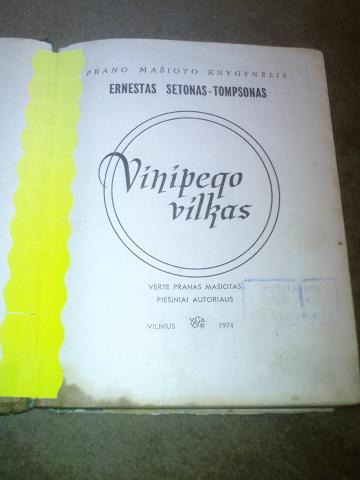 PRANO MAŠIOTO KNYGYNĖLIS
ERNESTAS SETONAS-TOMPSONAS
Vinipego
vilkas
VERTĖ PRANAS MAŠIOTAS
PIEŠINIAI AUTORIAUS
VILNIUS 1974